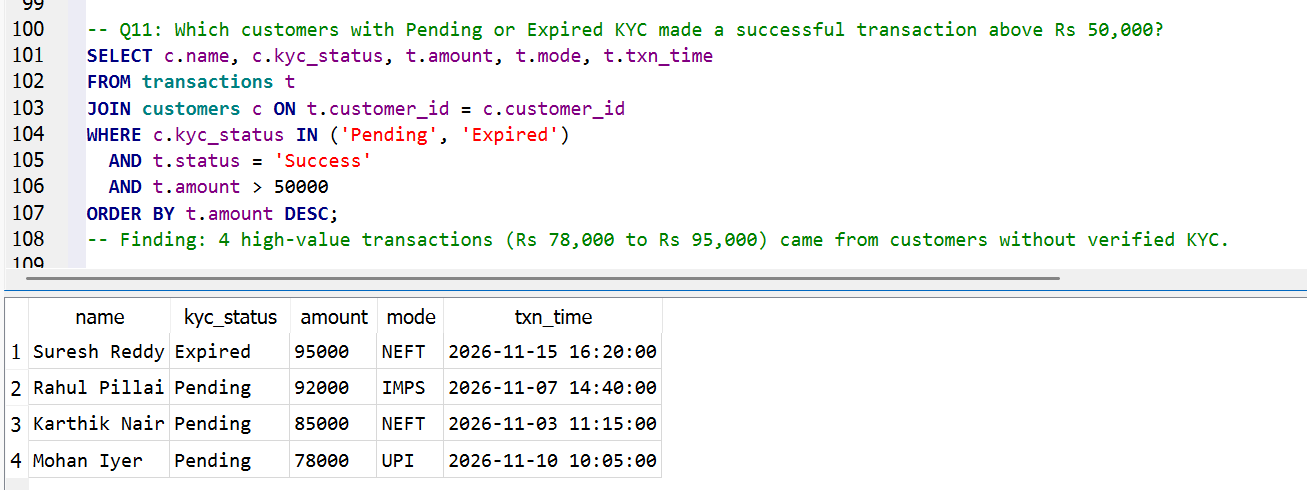 99
100 -- Q11: Which customers with Pending or Expired KYC made a successful transaction above Rs 50,000?
101 SELECT c.name, c.kyc_status, t.amount, t.mode, t.txn_time
102 FROM transactions t
103 JOIN customers c ON t.customer_id = c.customer_id
104 WHERE c.kyc_status IN ('Pending', 'Expired')
105   AND t.status = 'Success'
106   AND t.amount > 50000
107 ORDER BY t.amount DESC;
108 -- Finding: 4 high-value transactions (Rs 78,000 to Rs 95,000) came from customers without verified KYC.
109
name kyc_status amount mode txn_time
1 Suresh Reddy Expired 95000 NEFT 2026-11-15 16:20:00
2 Rahul Pillai Pending 92000 IMPS 2026-11-07 14:40:00
3 Karthik Nair Pending 85000 NEFT 2026-11-03 11:15:00
4 Mohan Iyer Pending 78000 UPI 2026-11-10 10:05:00